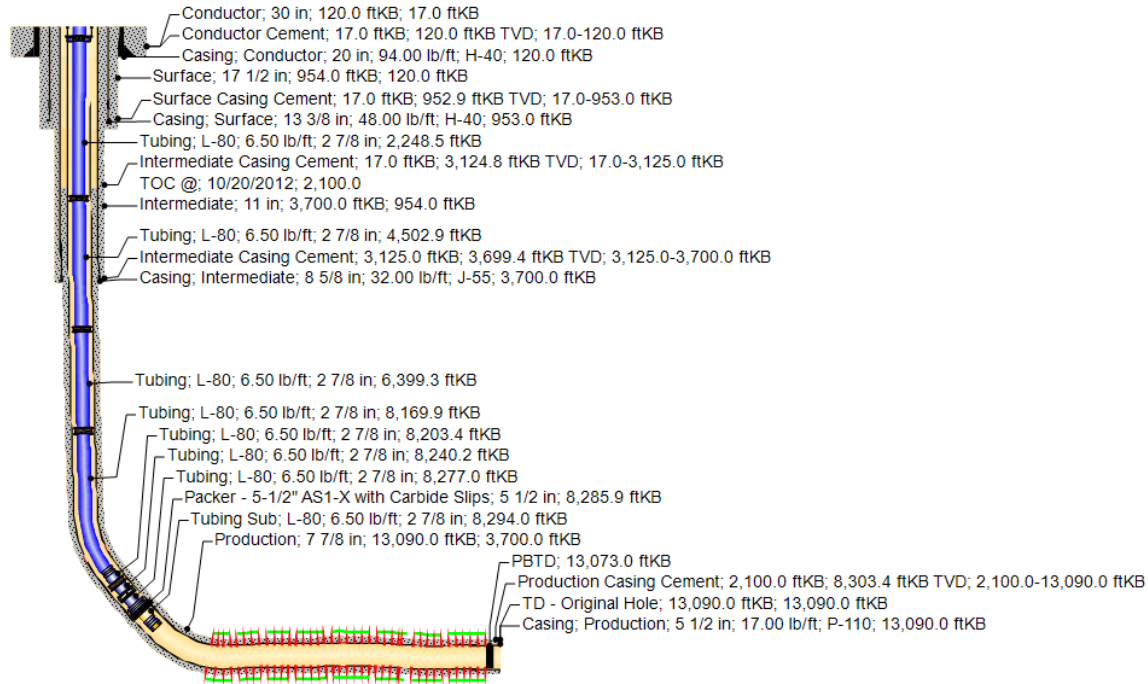 Conductor; 30 in; 120.0 ftKB; 17.0 ftKB
Conductor Cement; 17.0 ftKB; 120.0 ftKB TVD; 17.0-120.0 ftKB
Casing; Conductor; 20 in; 94.00 lb/ft; H-40; 120.0 ftKB
Surface; 17 1/2 in; 954.0 ftKB; 120.0 ftKB
Surface Casing Cement; 17.0 ftKB; 952.9 ftKB TVD; 17.0-953.0 ftKB
Casing; Surface; 13 3/8 in; 48.00 lb/ft; H-40; 953.0 ftKB
Tubing; L-80; 6.50 lb/ft; 2 7/8 in; 2,248.5 ftKB
Intermediate Casing Cement; 17.0 ftKB; 3,124.8 ftKB TVD; 17.0-3,125.0 ftKB
TOC @; 10/20/2012; 2,100.0
Intermediate; 11 in; 3,700.0 ftKB; 954.0 ftKB
Tubing; L-80; 6.50 lb/ft; 2 7/8 in; 4,502.9 ftKB
Intermediate Casing Cement; 3,125.0 ftKB; 3,699.4 ftKB TVD; 3,125.0-3,700.0 ftKB
Casing; Intermediate; 8 5/8 in; 32.00 lb/ft; J-55; 3,700.0 ftKB
Tubing; L-80; 6.50 lb/ft; 2 7/8 in; 6,399.3 ftKB
Tubing; L-80; 6.50 lb/ft; 2 7/8 in; 8,169.9 ftKB
Tubing; L-80; 6.50 lb/ft; 2 7/8 in; 8,203.4 ftKB
Tubing; L-80; 6.50 lb/ft; 2 7/8 in; 8,240.2 ftKB
Tubing; L-80; 6.50 lb/ft; 2 7/8 in; 8,277.0 ftKB
Packer - 5-1/2" AS1-X with Carbide Slips; 5 1/2 in; 8,285.9 ftKB
Tubing Sub; L-80; 6.50 lb/ft; 2 7/8 in; 8,294.0 ftKB
Production; 7 7/8 in; 13,090.0 ftKB; 3,700.0 ftKB
PBTD; 13,073.0 ftKB
Production Casing Cement; 2,100.0 ftKB; 8,303.4 ftKB TVD; 2,100.0-13,090.0 ftKB
TD - Original Hole; 13,090.0 ftKB; 13,090.0 ftKB
Casing; Production; 5 1/2 in; 17.00 lb/ft; P-110; 13,090.0 ftKB